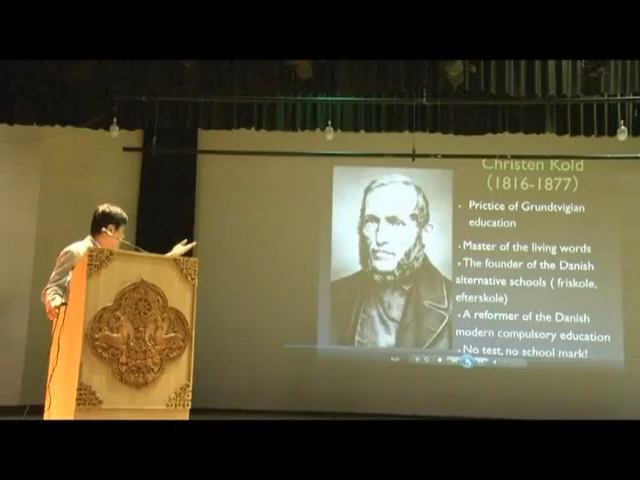 Christen Kold
(1816-1877)
• Prictice of Grundtvigian
education
• Master of the living words
• The founder of the Danish
alternative schools ( friskole,
efterskole)
• A reformer of the Danish
modern compulsory education
• No test, no school mark!